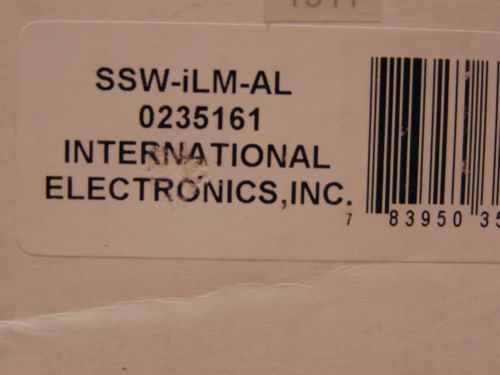 SSW-iLM-AL
0235161
INTERNATIONAL
ELECTRONICS,INC.
7 83950 35